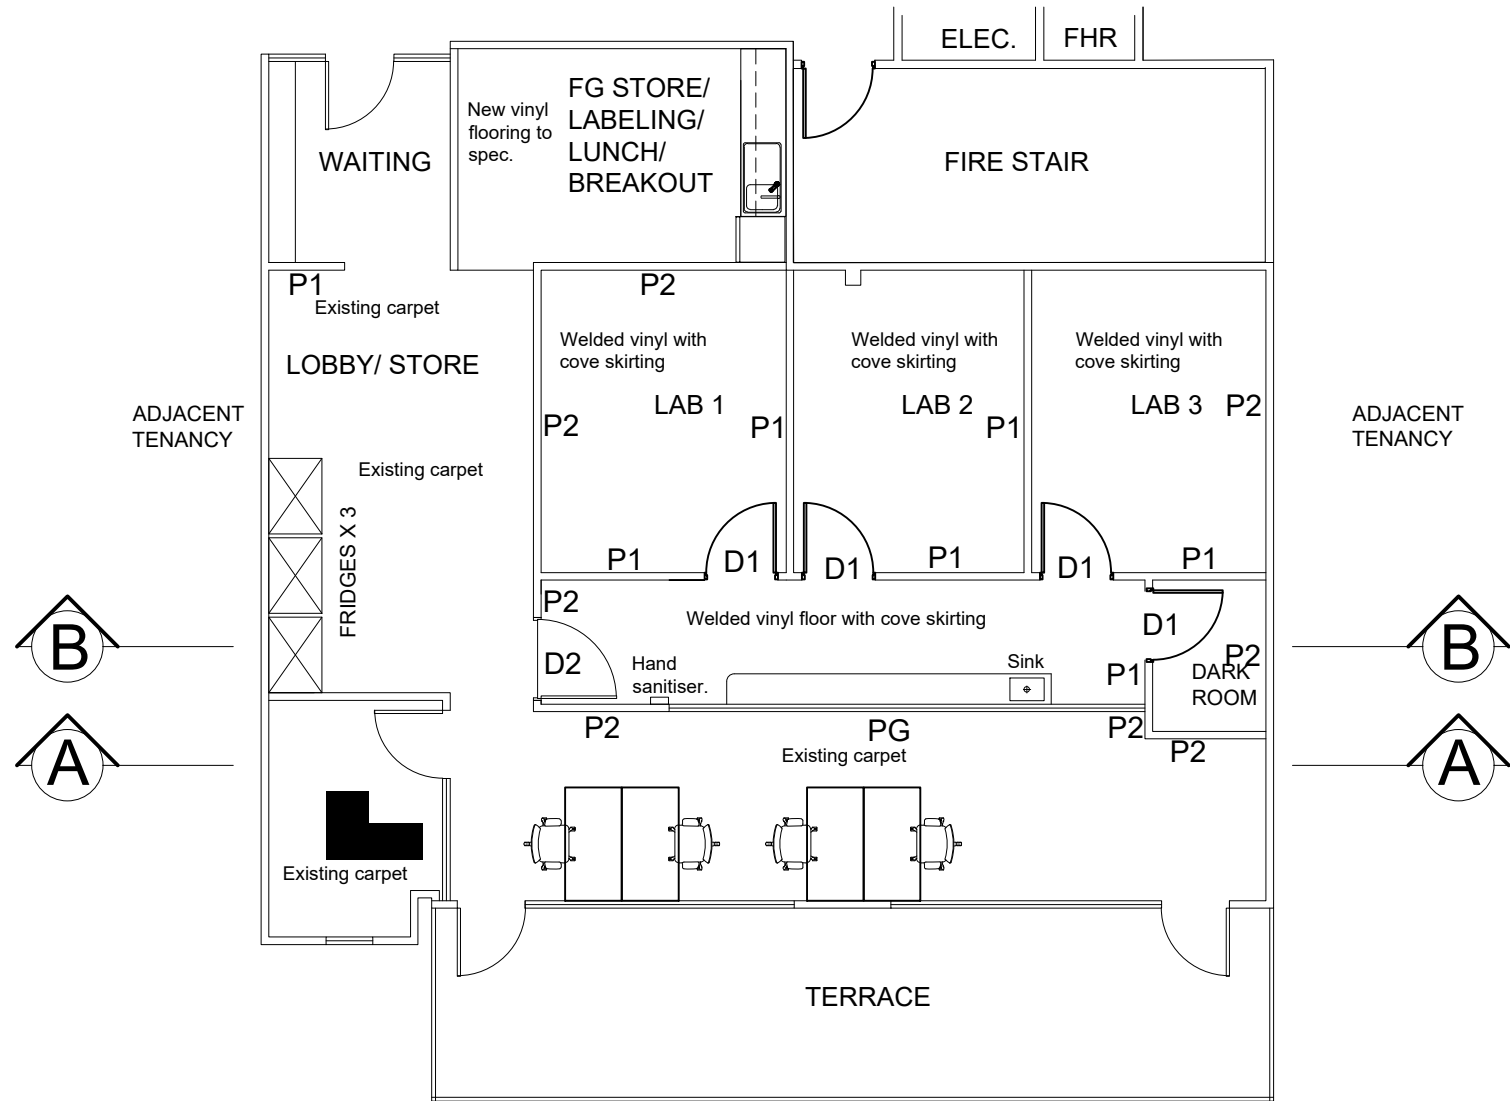 ELEC.
FHR
New vinyl
flooring to
spec.
FG STORE/
LABELING/
LUNCH/
BREAKOUT
WAITING
FIRE STAIR
P1
Existing carpet
P2
LOBBY/ STORE
Welded vinyl with
cove skirting
Welded vinyl with
cove skirting
Welded vinyl with
cove skirting
LAB 1
LAB 2
LAB 3
P2
P2
P1
P1
ADJACENT
TENANCY
ADJACENT
TENANCY
Existing carpet
FRIDGES X 3
P1
D1
D1
P1
D1
P1
P2
Welded vinyl floor with cove skirting
D1
B
B
D2
Hand
sanitiser.
Sink
P1
P2
DARK
ROOM
P2
PG
P2
P2
Existing carpet
A
A
Existing carpet
TERRACE